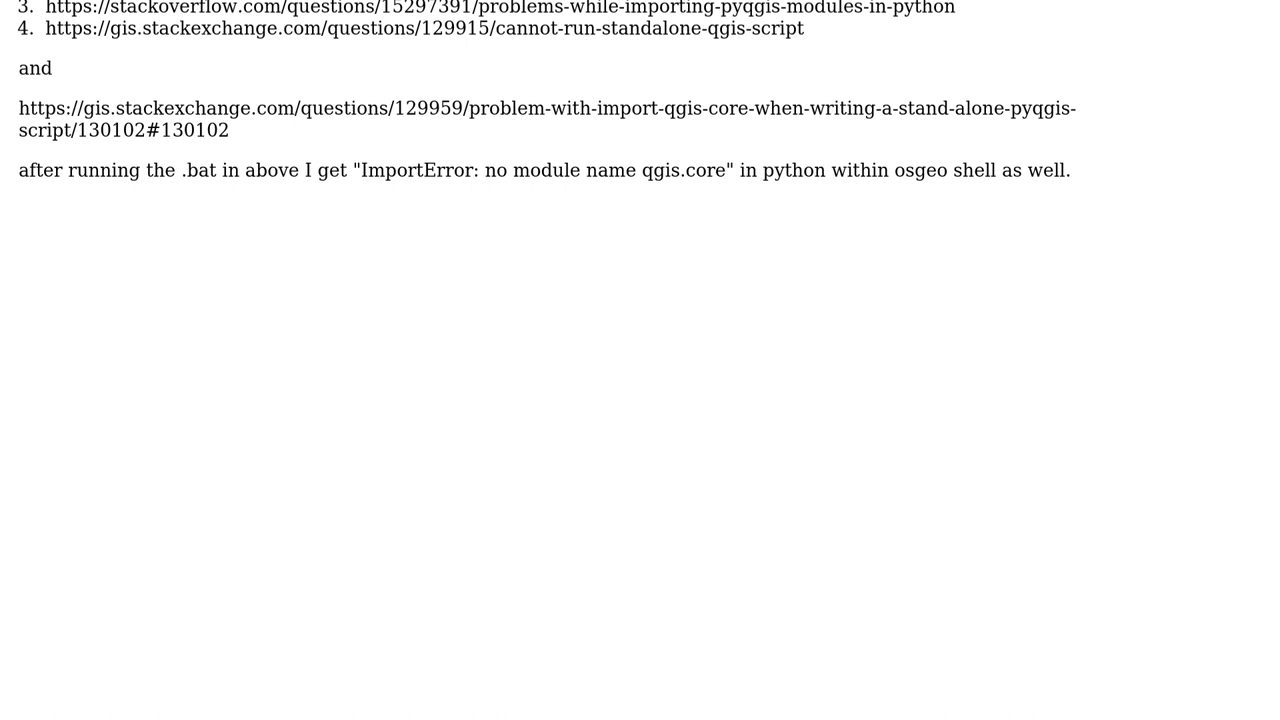 3. https://stackoverflow.com/questions/15297391/problems-while-importing-pyqgis-modules-in-python
4. https://gis.stackexchange.com/questions/129915/cannot-run-standalone-qgis-script
and
https://gis.stackexchange.com/questions/129959/problem-with-import-qgis-core-when-writing-a-stand-alone-pyqgis-
script/130102#130102
after running the .bat in above I get "ImportError: no module name qgis.core" in python within osgeo shell as well.